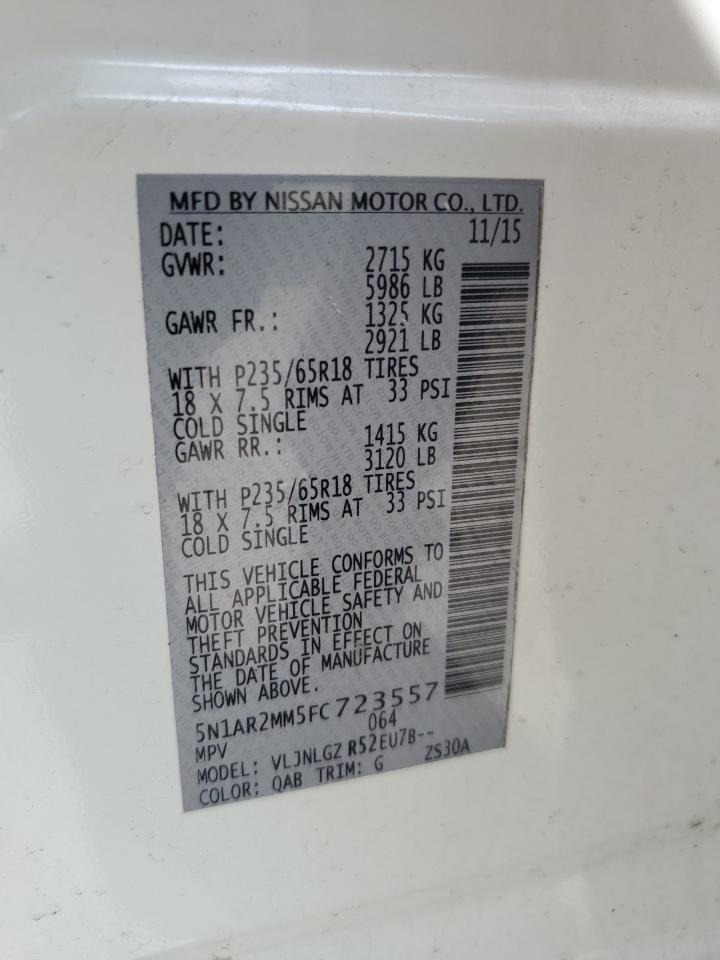 MFD BY NISSAN MOTOR CO., LTD.
DATE: 11/15
GVWR: 2715 KG
5986 LB
GAWR FR.: 1325 KG
2921 LB
WITH P235/65R18 TIRES
18 X 7.5 RIMS AT 33 PSI
COLD SINGLE
GAWR RR.: 1415 KG
3120 LB
WITH P235/65R18 TIRES
18 X 7.5 RIMS AT 33 PSI
COLD SINGLE
THIS VEHICLE CONFORMS TO
ALL APPLICABLE FEDERAL
MOTOR VEHICLE SAFETY AND
THEFT PREVENTION
STANDARDS IN EFFECT ON
THE DATE OF MANUFACTURE
SHOWN ABOVE.
5N1AR2MM5FC723557
MPV 064
MODEL: VLJNLGZ R52EU7B--
COLOR: QAB TRIM: G ZS30A